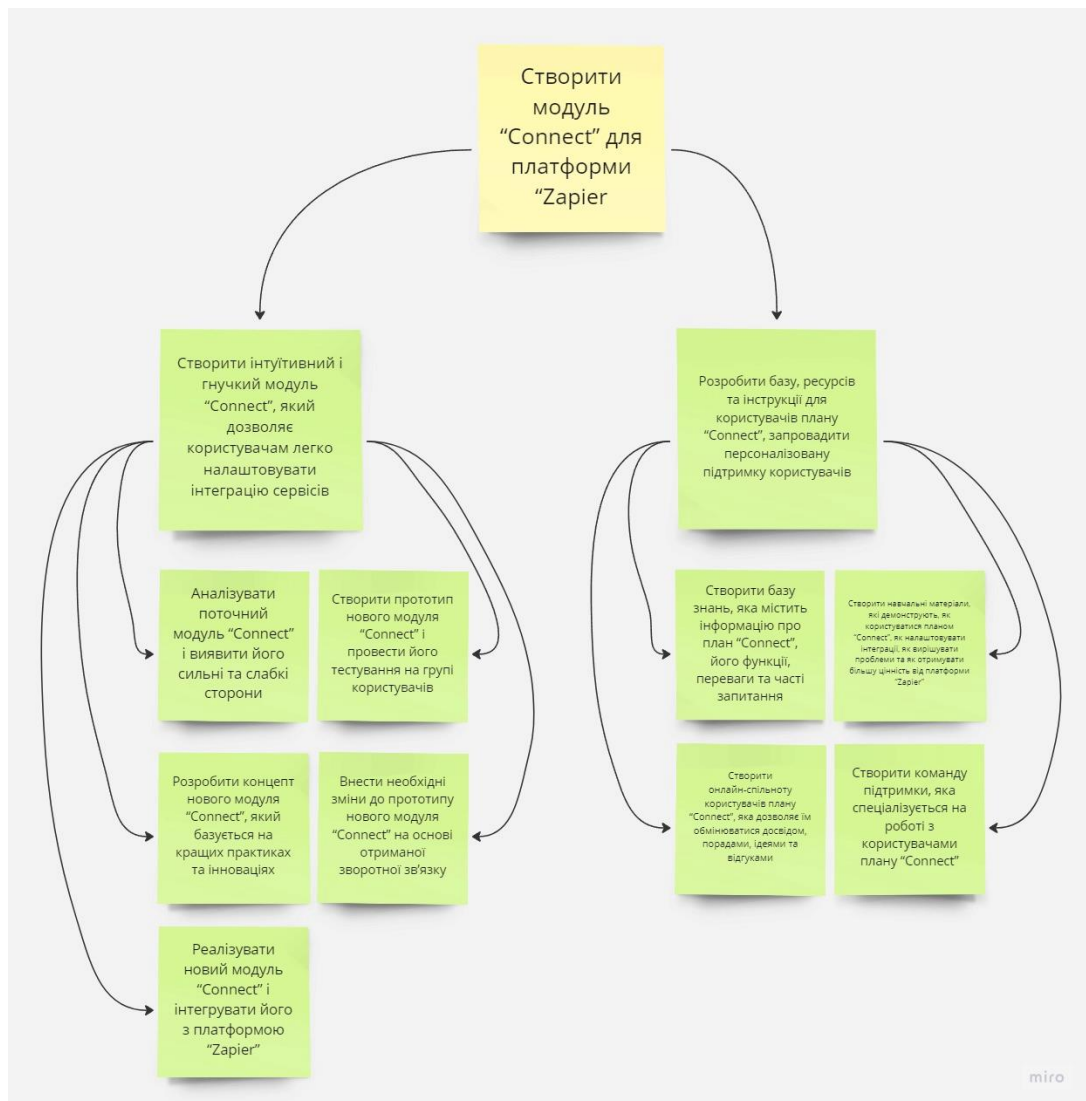 Створити
модуль
“Connect” для
платформи
“Zapier
Створити інтуїтивний і
гнучкий модуль
“Connect”, який
дозволяє
користувачам легко
налаштовувати
інтеграцію сервісів
Розробити базу, ресурсів
та інструкції для
користувачів плану
“Connect”, запровадити
персоналізовану
підтримку користувачів
Аналізувати
поточний
модуль “Connect”
і виявити його
сильні та слабкі
сторони
Створити прототип
нового модуля
“Connect” і
провести його
тестування на групі
користувачів
Створити базу
знань, яка містить
інформацію про
план “Connect”,
його функції,
переваги та часті
запитання
Створити навчальні матеріали,
які демонструють, як
користуватися планом
“Connect”, як налаштовувати
інтеграції, як вирішувати
проблеми та як отримувати
більшу цінність від платформи
“Zapier”
Розробити концепт
нового модуля
“Connect”, який
базується на
кращих практиках
та інноваціях
Внести необхідні
зміни до прототипу
нового модуля
“Connect” на основі
отриманої
зворотної зв’язку
Створити
онлайн-спільноту
користувачів плану
“Connect”, яка дозволяє їм
обмінюватися досвідом,
порадами, ідеями та
відгуками
Створити команду
підтримки, яка
спеціалізується на
роботі з
користувачами
плану “Connect”
Реалізувати
новий модуль
“Connect” і
інтегрувати його
з платформою
“Zapier”
miro